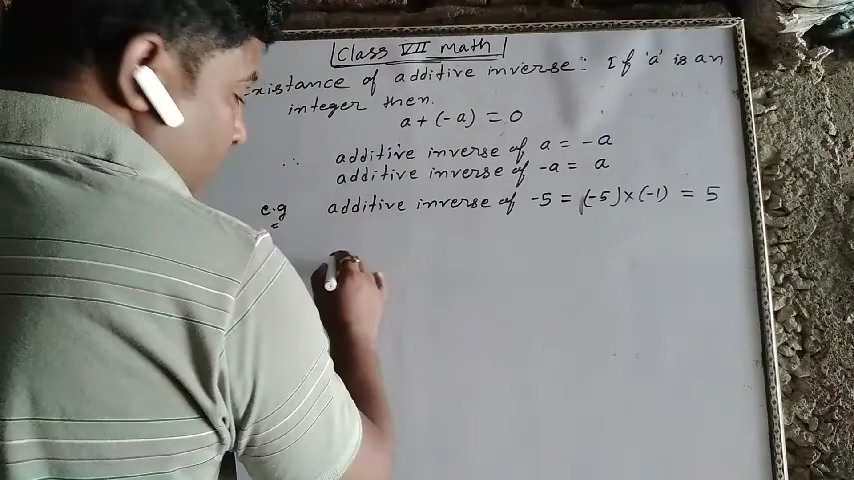 Class VII Math
Existance of additive inverse:- If 'a' is an
integer then.
a + (-a) = 0
∴ additive inverse of a = -a
additive inverse of -a = a
e.g additive inverse of -5 = (-5) × (-1) = 5